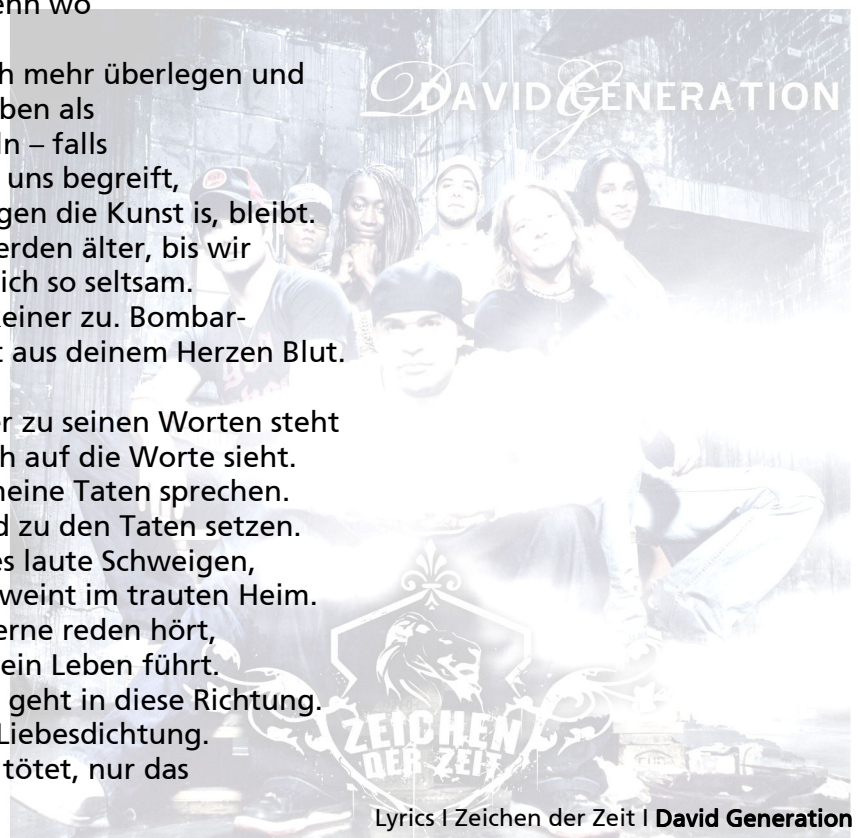 enn wo
h mehr überlegen und
ben als
ln – falls
uns begreift,
gen die Kunst is, bleibt.
erden älter, bis wir
ich so seltsam.
einer zu. Bombar-
t aus deinem Herzen Blut.
er zu seinen Worten steht
h auf die Worte sieht.
neine Taten sprechen.
d zu den Taten setzen.
es laute Schweigen,
weint im trauten Heim.
erne reden hört,
ein Leben führt.
geht in diese Richtung.
Liebesdichtung.
tötet, nur das
DAVID GENERATION
ZEICHEN
DER ZEIT
Lyrics I Zeichen der Zeit I David Generation